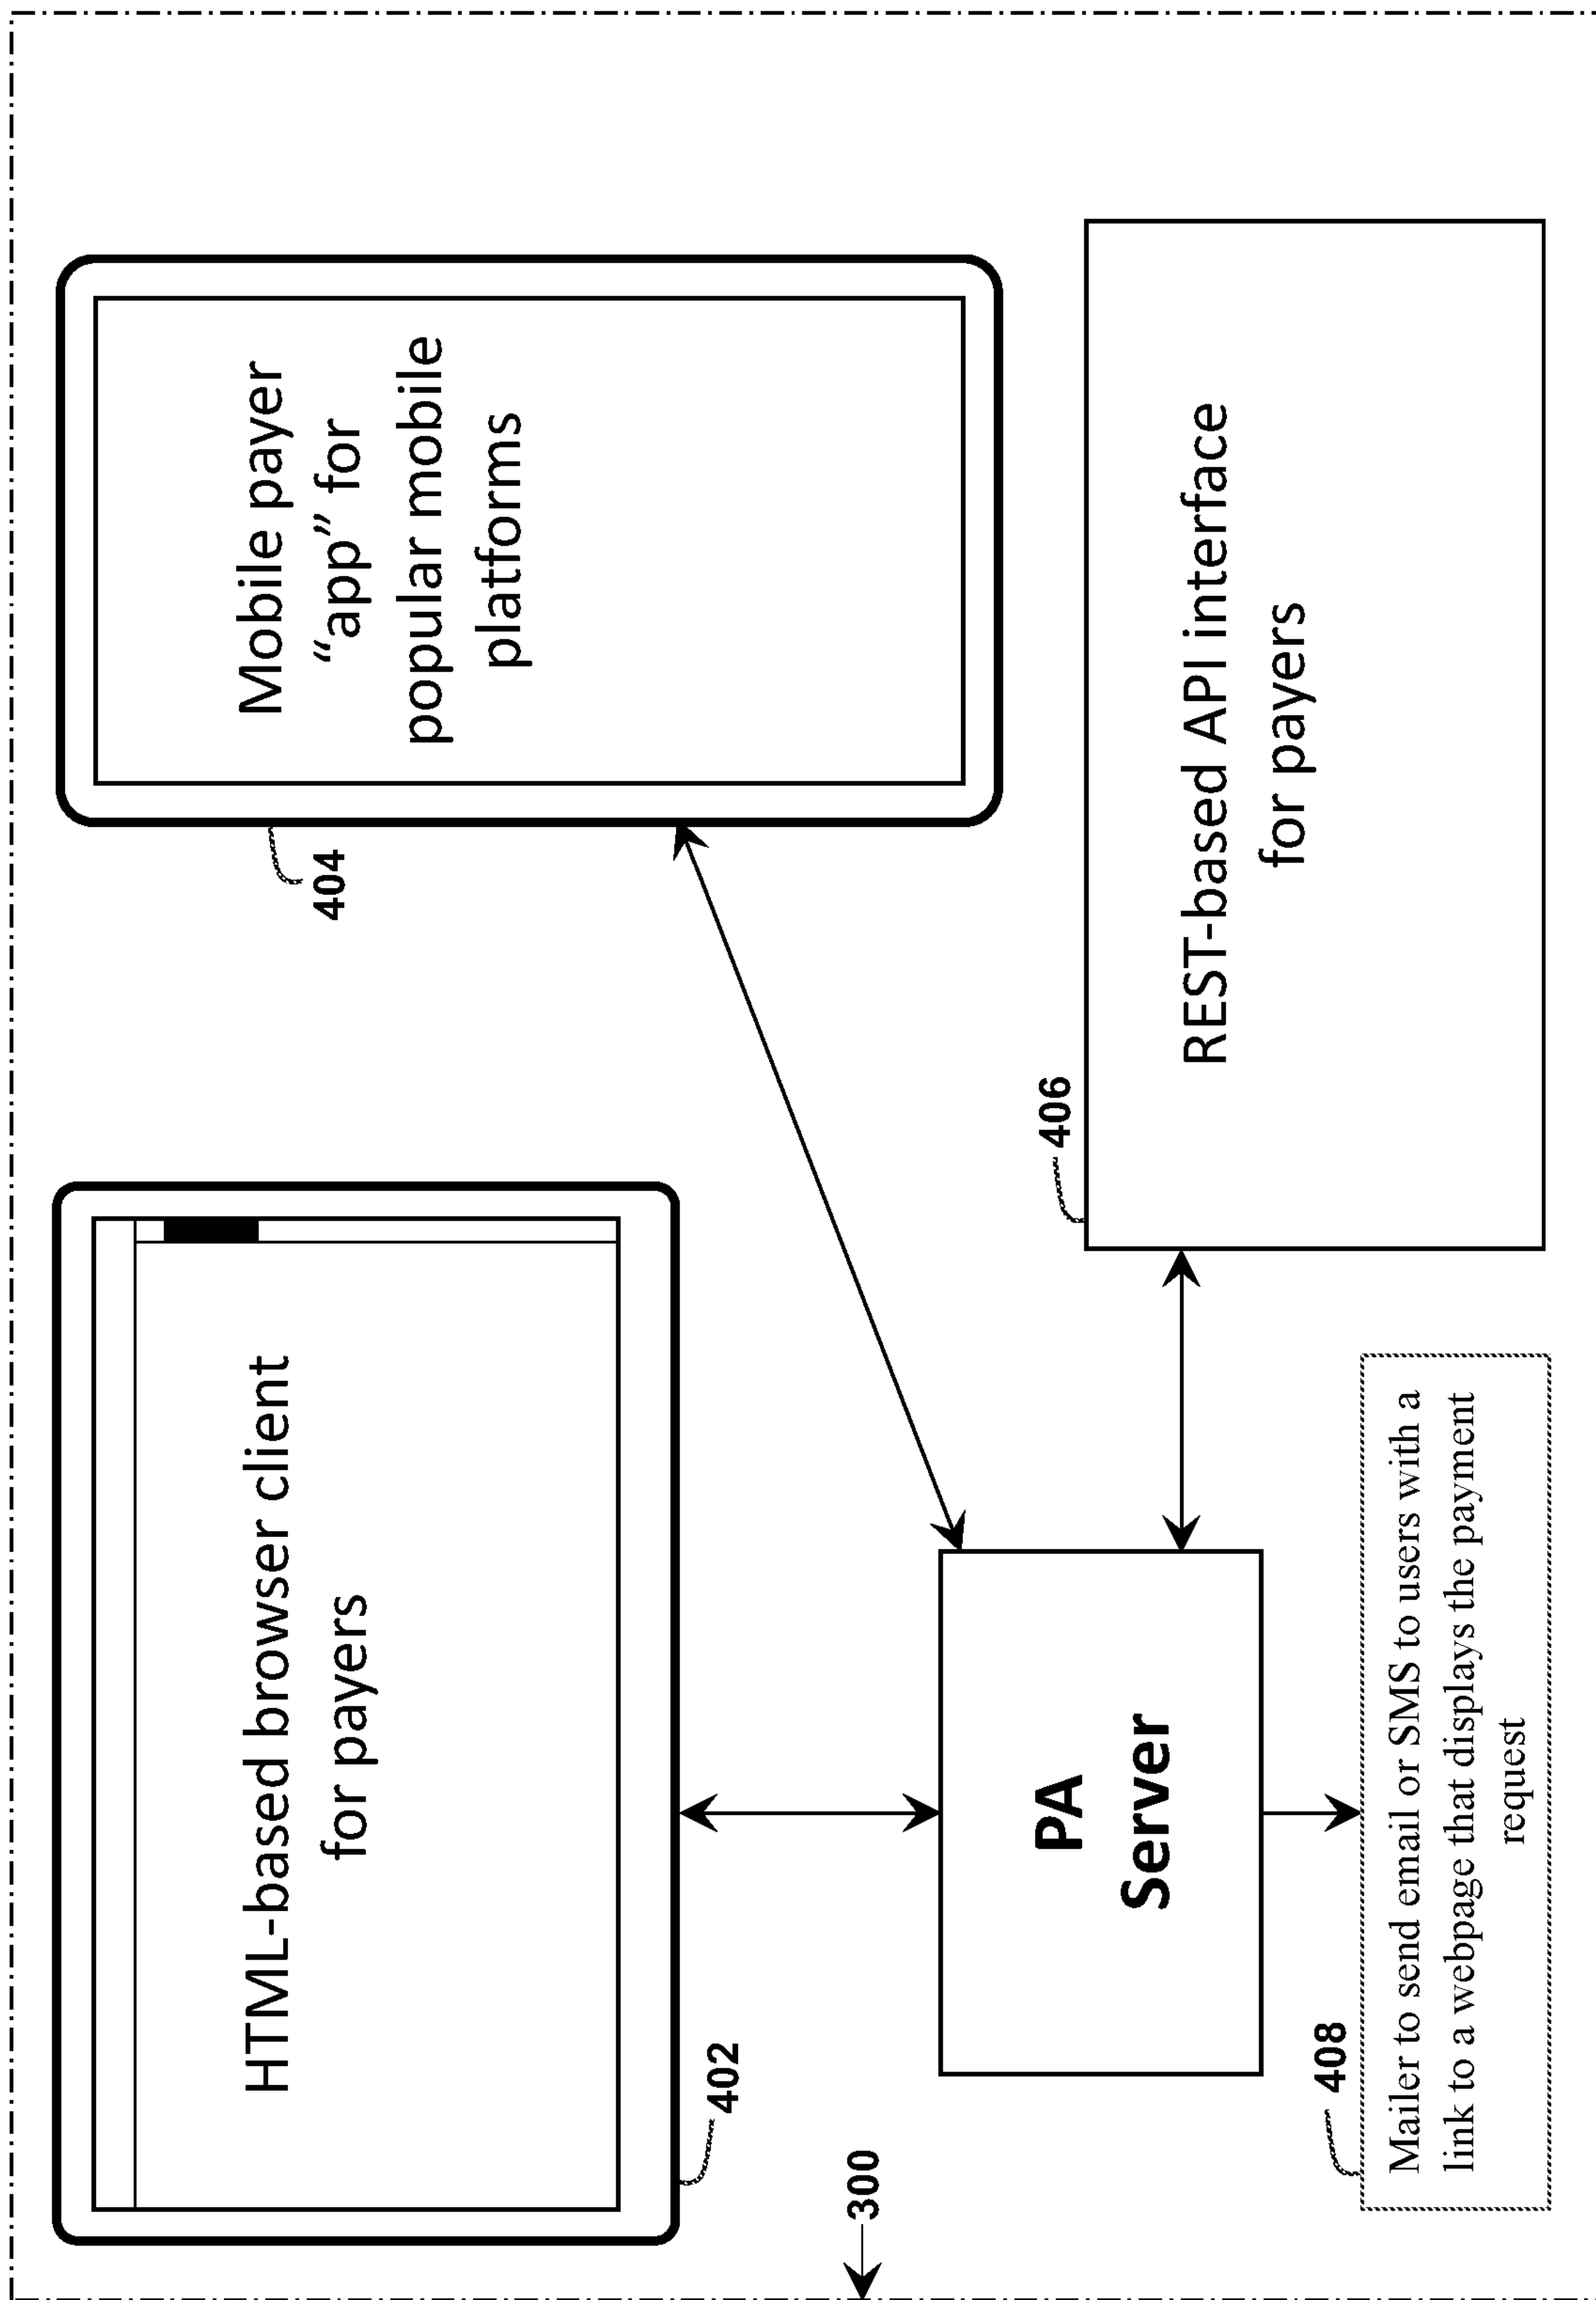 HTML-based browser client
for payers
402
Mobile payer
“app” for
popular mobile
platforms
404
300
PA
Server
406
REST-based API interface
for payers
408
Mailer to send email or SMS to users with a
link to a webpage that displays the payment
request